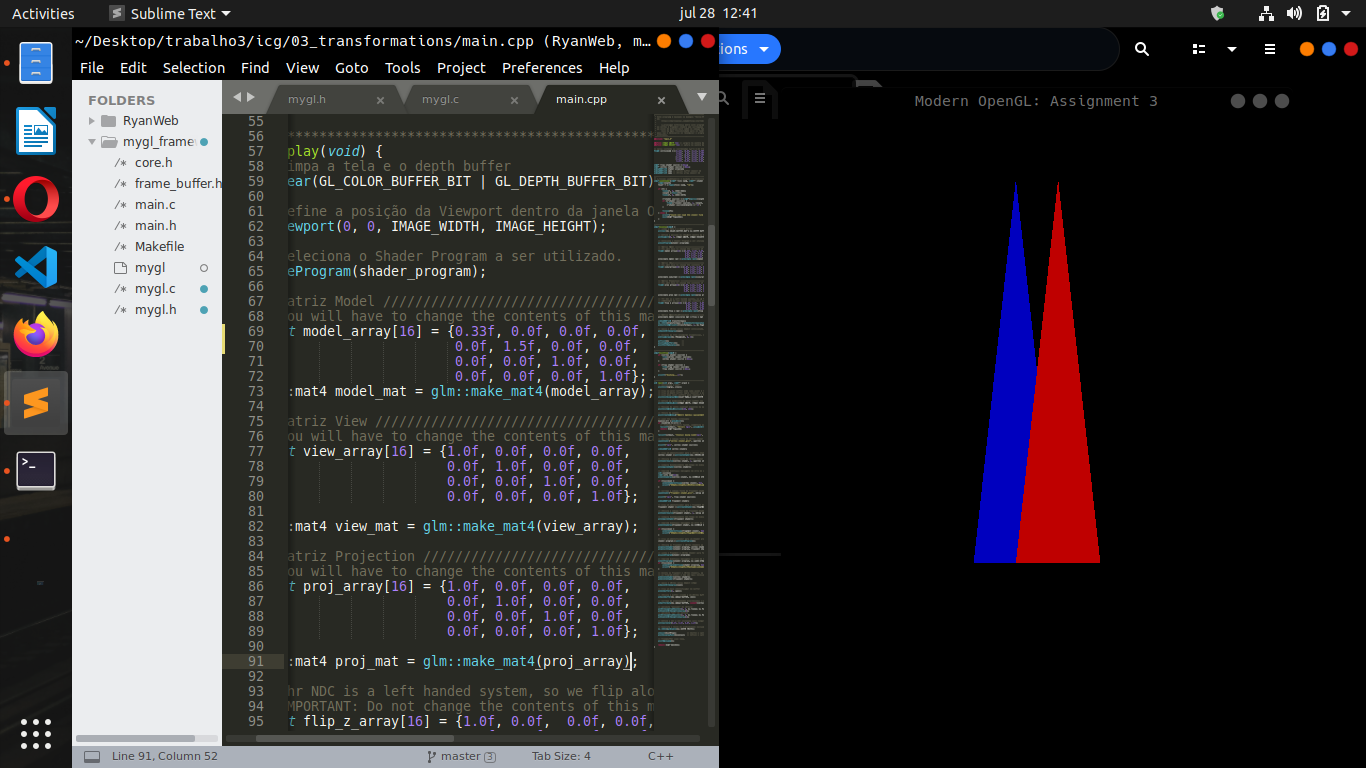 Activities
Sublime Text
jul 28 12:41
~/Desktop/trabalho3/icg/03_transformations/main.cpp (RyanWeb, m...
ions
File Edit Selection Find View Goto Tools Project Preferences Help
FOLDERS
RyanWeb
mygl_frame
core.h
frame_buffer.h
main.c
main.h
Makefile
mygl
mygl.c
mygl.h
mygl.h × mygl.c × main.cpp ×
55
56 **********************************************
57 play(void) {
58 impa a tela e o depth buffer
59 ear(GL_COLOR_BUFFER_BIT | GL_DEPTH_BUFFER_BIT)
60
61 efine a posição da Viewport dentro da janela O
62 ewport(0, 0, IMAGE_WIDTH, IMAGE_HEIGHT);
63
64 eleciona o Shader Program a ser utilizado.
65 eProgram(shader_program);
66
67 atriz Model //////////////////////////////////
68 ou will have to change the contents of this ma
69 t model_array[16] = {0.33f, 0.0f, 0.0f, 0.0f,
70 0.0f, 1.5f, 0.0f, 0.0f,
71 0.0f, 0.0f, 1.0f, 0.0f,
72 0.0f, 0.0f, 0.0f, 1.0f};
73 :mat4 model_mat = glm::make_mat4(model_array);
74
75 atriz View ///////////////////////////////////
76 ou will have to change the contents of this ma
77 t view_array[16] = {1.0f, 0.0f, 0.0f, 0.0f,
78 0.0f, 1.0f, 0.0f, 0.0f,
79 0.0f, 0.0f, 1.0f, 0.0f,
80 0.0f, 0.0f, 0.0f, 1.0f};
81
82 :mat4 view_mat = glm::make_mat4(view_array);
83
84 atriz Projection /////////////////////////////
85 ou will have to change the contents of this ma
86 t proj_array[16] = {1.0f, 0.0f, 0.0f, 0.0f,
87 0.0f, 1.0f, 0.0f, 0.0f,
88 0.0f, 0.0f, 1.0f, 0.0f,
89 0.0f, 0.0f, 0.0f, 1.0f};
90
91 :mat4 proj_mat = glm::make_mat4(proj_array);
92
93 hr NDC is a left handed system, so we flip alo
94 MPORTANT: Do not change the contents of this m
95 t flip_z_array[16] = {1.0f, 0.0f, 0.0f, 0.0f,
Line 91, Column 52
master 3
Tab Size: 4
C++
Modern OpenGL: Assignment 3